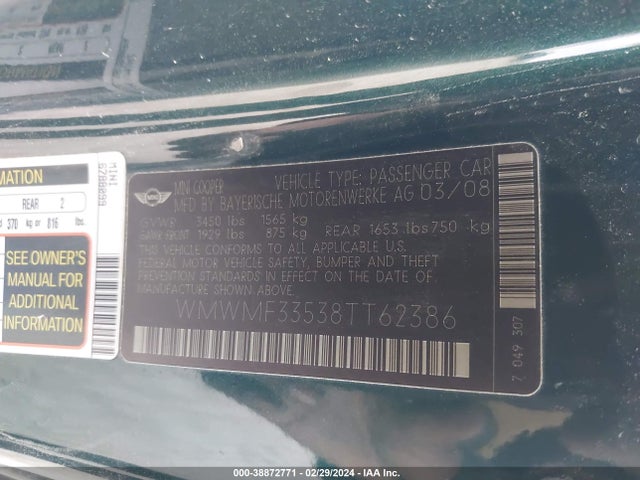 MATION
REAR 2
370 kg or 816 lbs.
SEE OWNER'S
MANUAL FOR
ADDITIONAL
INFORMATION
MINI
6780099
MINI
MINI COOPER VEHICLE TYPE: PASSENGER CAR
MFD BY BAYERISCHE MOTORENWERKE AG 03/08
GVWR 3450 lbs 1565 kg
GAWR FRNT 1929 lbs 875 kg REAR 1653 lbs 750 kg
THIS VEHICLE CONFORMS TO ALL APPLICABLE
FEDERAL MOTOR VEHICLE SAFETY, BUMPER AND THEFT
PREVENTION STANDARDS IN EFFECT ON THE DATE OF
MANUFACTURE SHOWN ABOVE.
WMWMF33538TT62386
7 049 307
000-38872771 - 02/29/2024 - IAA Inc.